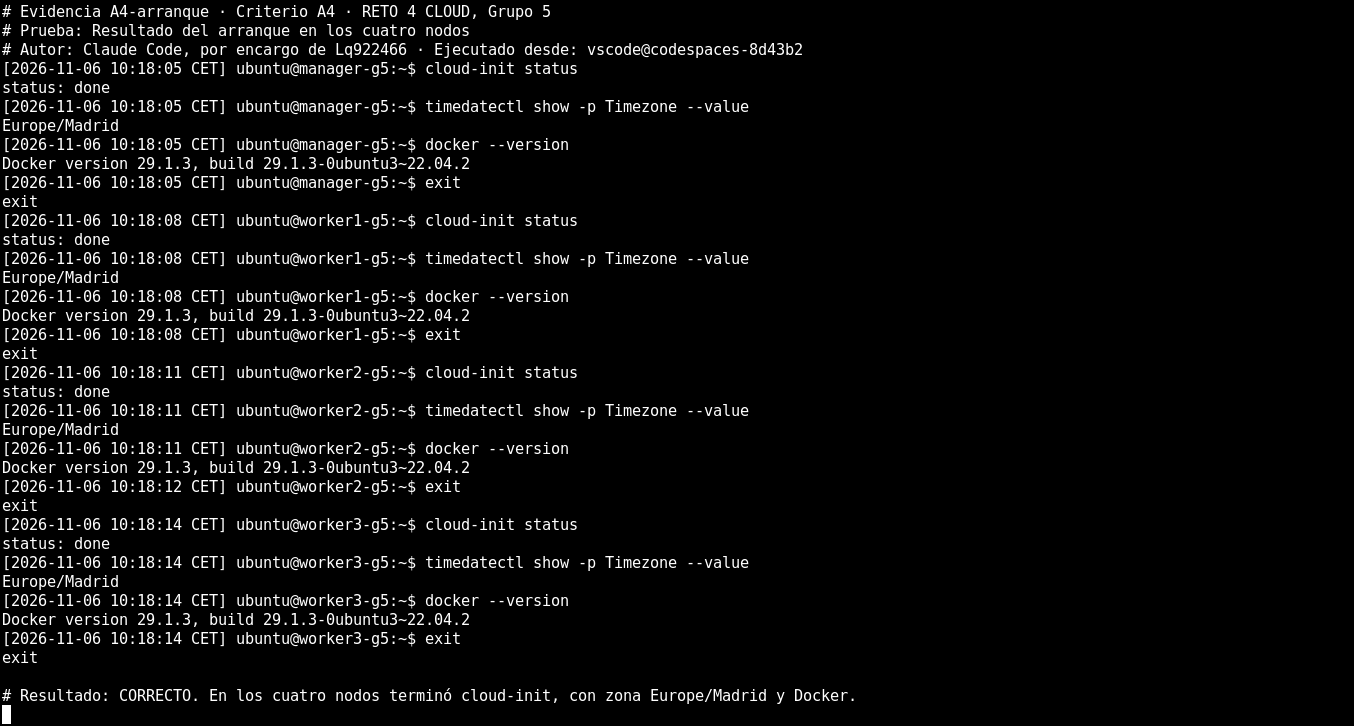 # Evidencia A4-arranque · Criterio A4 · RETO 4 CLOUD, Grupo 5
# Prueba: Resultado del arranque en los cuatro nodos
# Autor: Claude Code, por encargo de Lq922466 · Ejecutado desde: vscode@codespaces-8d43b2
[2026-11-06 10:18:05 CET] ubuntu@manager-g5:~$ cloud-init status
status: done
[2026-11-06 10:18:05 CET] ubuntu@manager-g5:~$ timedatectl show -p Timezone --value
Europe/Madrid
[2026-11-06 10:18:05 CET] ubuntu@manager-g5:~$ docker --version
Docker version 29.1.3, build 29.1.3-0ubuntu3~22.04.2
[2026-11-06 10:18:05 CET] ubuntu@manager-g5:~$ exit
exit
[2026-11-06 10:18:08 CET] ubuntu@worker1-g5:~$ cloud-init status
status: done
[2026-11-06 10:18:08 CET] ubuntu@worker1-g5:~$ timedatectl show -p Timezone --value
Europe/Madrid
[2026-11-06 10:18:08 CET] ubuntu@worker1-g5:~$ docker --version
Docker version 29.1.3, build 29.1.3-0ubuntu3~22.04.2
[2026-11-06 10:18:08 CET] ubuntu@worker1-g5:~$ exit
exit
[2026-11-06 10:18:11 CET] ubuntu@worker2-g5:~$ cloud-init status
status: done
[2026-11-06 10:18:11 CET] ubuntu@worker2-g5:~$ timedatectl show -p Timezone --value
Europe/Madrid
[2026-11-06 10:18:11 CET] ubuntu@worker2-g5:~$ docker --version
Docker version 29.1.3, build 29.1.3-0ubuntu3~22.04.2
[2026-11-06 10:18:12 CET] ubuntu@worker2-g5:~$ exit
exit
[2026-11-06 10:18:14 CET] ubuntu@worker3-g5:~$ cloud-init status
status: done
[2026-11-06 10:18:14 CET] ubuntu@worker3-g5:~$ timedatectl show -p Timezone --value
Europe/Madrid
[2026-11-06 10:18:14 CET] ubuntu@worker3-g5:~$ docker --version
Docker version 29.1.3, build 29.1.3-0ubuntu3~22.04.2
[2026-11-06 10:18:14 CET] ubuntu@worker3-g5:~$ exit
exit
# Resultado: CORRECTO. En los cuatro nodos terminó cloud-init, con zona Europe/Madrid y Docker.